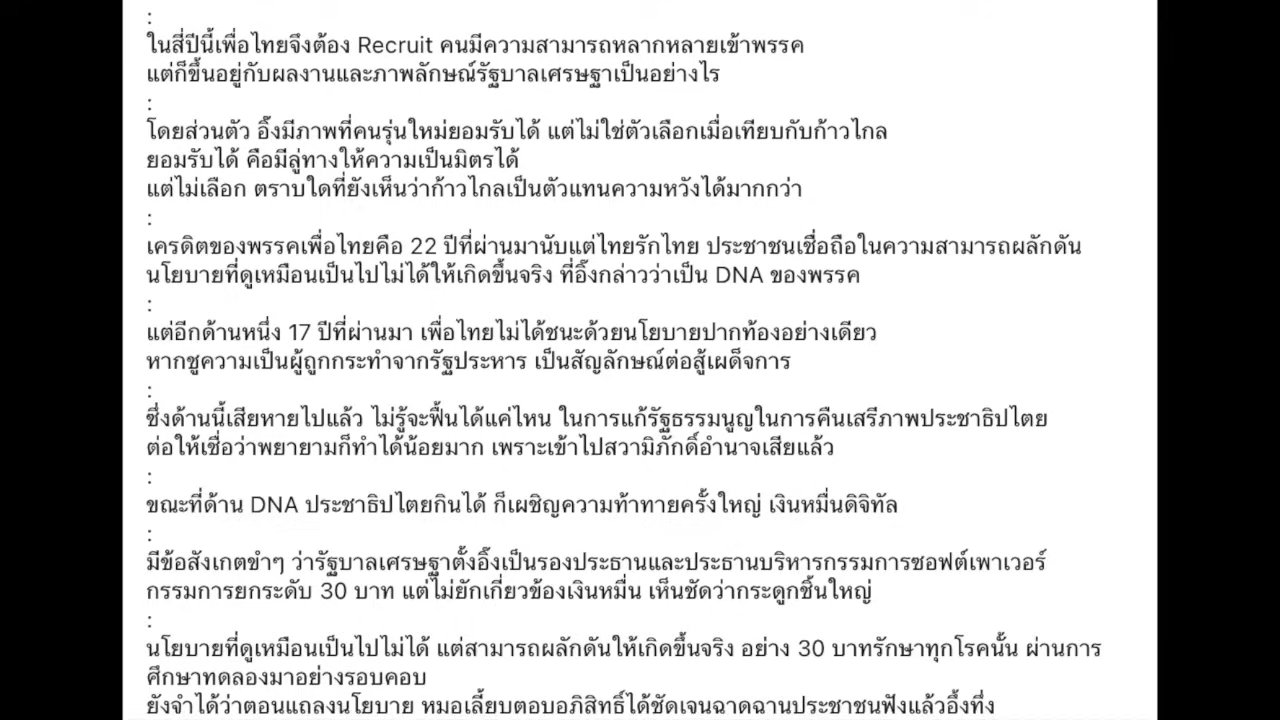 :
ในสี่ปีนี้เพื่อไทยจึงต้อง Recruit คนมีความสามารถหลากหลายเข้าพรรค
แต่ก็ขึ้นอยู่กับผลงานและภาพลักษณ์รัฐบาลเศรษฐาเป็นอย่างไร
:
โดยส่วนตัว อิ๊งมีภาพที่คนรุ่นใหม่ยอมรับได้ แต่ไม่ใช่ตัวเลือกเมื่อเทียบกับก้าวไกล
ยอมรับได้ คือมีลู่ทางให้ความเป็นมิตรได้
แต่ไม่เลือก ตราบใดที่ยังเห็นว่าก้าวไกลเป็นตัวแทนความหวังได้มากกว่า
:
เครดิตของพรรคเพื่อไทยคือ 22 ปีที่ผ่านมานับแต่ไทยรักไทย ประชาชนเชื่อถือในความสามารถผลักดัน
นโยบายที่ดูเหมือนเป็นไปไม่ได้ให้เกิดขึ้นจริง ที่อิ๊งกล่าวว่าเป็น DNA ของพรรค
:
แต่อีกด้านหนึ่ง 17 ปีที่ผ่านมา เพื่อไทยไม่ได้ชนะด้วยนโยบายปากท้องอย่างเดียว
หากชูความเป็นผู้ถูกกระทำจากรัฐประหาร เป็นสัญลักษณ์ต่อสู้เผด็จการ
:
ซึ่งด้านนี้เสียหายไปแล้ว ไม่รู้จะฟื้นได้แค่ไหน ในการแก้รัฐธรรมนูญในการคืนเสรีภาพประชาธิปไตย
ต่อให้เชื่อว่าพยายามก็ทำได้น้อยมาก เพราะเข้าไปสวามิภักดิ์อำนาจเสียแล้ว
:
ขณะที่ด้าน DNA ประชาธิปไตยกินได้ ก็เผชิญความท้าทายครั้งใหญ่ เงินหมื่นดิจิทัล
:
มีข้อสังเกตขำๆ ว่ารัฐบาลเศรษฐาตั้งอิ๊งเป็นรองประธานและประธานบริหารกรรมการซอฟต์เพาเวอร์
กรรมการยกระดับ 30 บาท แต่ไม่ยักเกี่ยวข้องเงินหมื่น เห็นชัดว่ากระดูกชิ้นใหญ่
:
นโยบายที่ดูเหมือนเป็นไปไม่ได้ แต่สามารถผลักดันให้เกิดขึ้นจริง อย่าง 30 บาทรักษาทุกโรคนั้น ผ่านการ
ศึกษาทดลองมาอย่างรอบคอบ
ยังจำได้ว่าตอนแถลงนโยบาย หมอเลี้ยบตอบอภิสิทธิ์ได้ชัดเจนฉาดฉานประชาชนฟังแล้วอึ้งทึ่ง